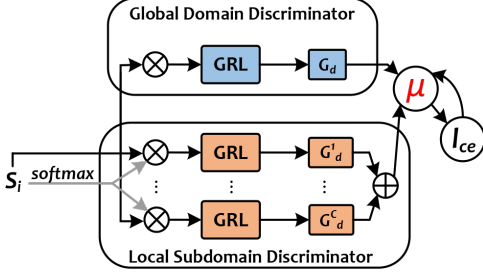 Global Domain Discriminator
GRL
G_d
μ
l_ce
GRL
G^1_d
S_i
softmax
...
...
...
GRL
G^C_d
Local Subdomain Discriminator